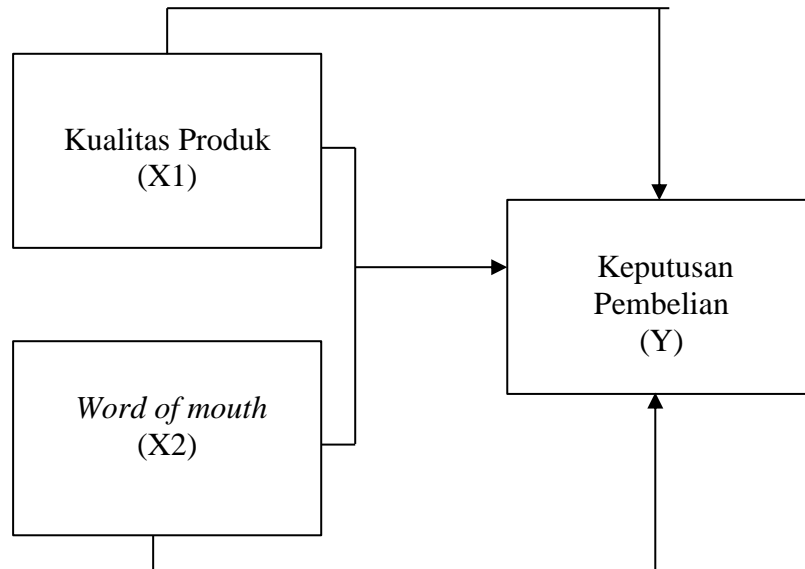 Kualitas Produk
(X1)
Keputusan
Pembelian
(Y)
Word of mouth
(X2)